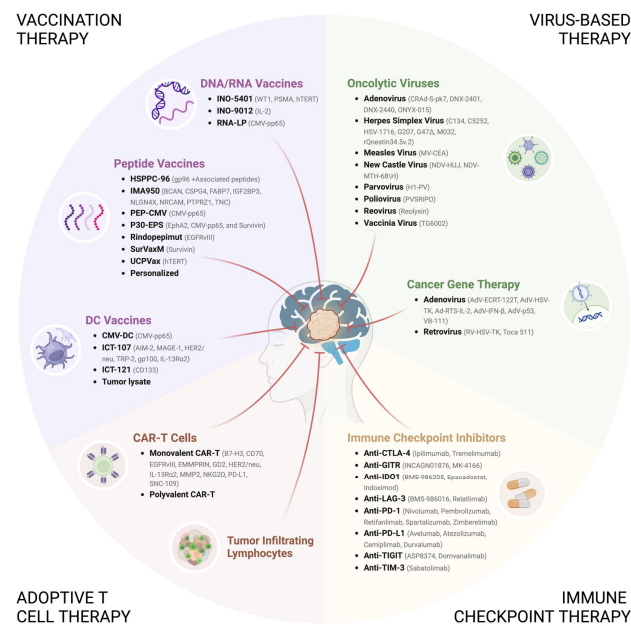 VACCINATION
THERAPY
VIRUS-BASED
THERAPY
DNA/RNA Vaccines
• INO-5401 (WT1, PSMA, hTERT)
• INO-9012 (IL-2)
• RNA-LP (CMV-pp65)
Peptide Vaccines
• HSPPC-96 (gp96 +Associated peptides)
• IMA950 (BCAN, CSPG4, FABP7, IGF2BP3,
NLGN4X, NRCAM, PTPRZ1, TNC)
• PEP-CMV (CMV-pp65)
• P30-EPS (EphA2, CMV-pp65, and Survivin)
• Rindopepimut (EGFRvIII)
• SurVaxM (Survivin)
• UCPVax (hTERT)
• Personalized
DC Vaccines
• CMV-DC (CMV-pp65)
• ICT-107 (AIM-2, MAGE-1, HER2/
neu, TRP-2, gp100, IL-13Rα2)
• ICT-121 (CD133)
• Tumor lysate
Oncolytic Viruses
• Adenovirus (CRAd-S-pk7, DNX-2401,
DNX-2440, ONYX-015)
• Herpes Simplex Virus (C134, C5252,
HSV-1716, G207, G47Δ, M032,
rQnestin34.5v.2)
• Measles Virus (MV-CEA)
• New Castle Virus (NDV-HUJ, NDV-
MTH-68\H)
• Parvovirus (H1-PV)
• Poliovirus (PVSRIPO)
• Reovirus (Reolysin)
• Vaccinia Virus (TG6002)
Cancer Gene Therapy
• Adenovirus (AdV-ECRT-122T, AdV-HSV-
TK, Ad-RTS-IL-2, AdV-IFN-β, AdV-p53,
VB-111)
• Retrovirus (RV-HSV-TK, Toca 511)
CAR-T Cells
• Monovalent CAR-T (B7-H3, CD70,
EGFRvIII, EMMPRIN, GD2, HER2/neu,
IL-13Rα2, MMP2, NKG2D, PD-L1,
SNC-109)
• Polyvalent CAR-T
Tumor Infiltrating
Lymphocytes
Immune Checkpoint Inhibitors
• Anti-CTLA-4 (Ipilimumab, Tremelimumab)
• Anti-GITR (INCAGN01876, MK-4166)
• Anti-IDO1 (BMS-986205, Epacadostat,
Indoximod)
• Anti-LAG-3 (BMS-986016, Relatlimab)
• Anti-PD-1 (Nivolumab, Pembrolizumab,
Retifanlimab, Spartalizumab, Zimberelimab)
• Anti-PD-L1 (Avelumab, Atezolizumab,
Cemiplimab, Durvalumab)
• Anti-TIGIT (ASP8374, Domvanalimab)
• Anti-TIM-3 (Sabatolimab)
ADOPTIVE T
CELL THERAPY
IMMUNE
CHECKPOINT THERAPY